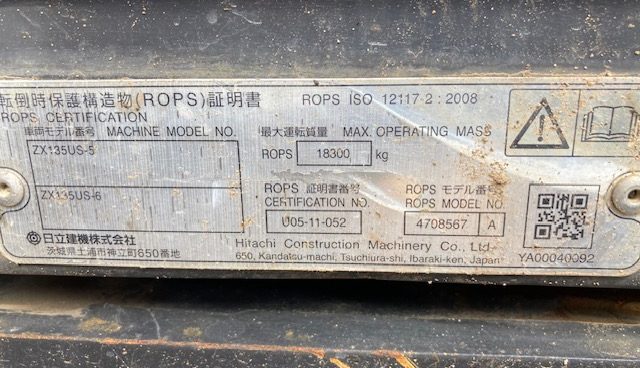 転倒時保護構造物(ROPS)証明書 ROPS ISO 12117-2:2008
ROPS CERTIFICATION
車両モデル番号 MACHINE MODEL NO. 最大運転質量 MAX. OPERATING MASS
ZX135US-5 ROPS 18300 kg
ZX135US-6 ROPS 証明書番号 ROPS モデル番号
CERTIFICATION NO. ROPS MODEL NO.
U05-11-052 4708567 A
日立建機株式会社 Hitachi Construction Machinery Co., Ltd.
茨城県土浦市神立町650番地 650, Kandatsu-machi, Tsuchiura-shi, Ibaraki-ken, Japan YA00040092